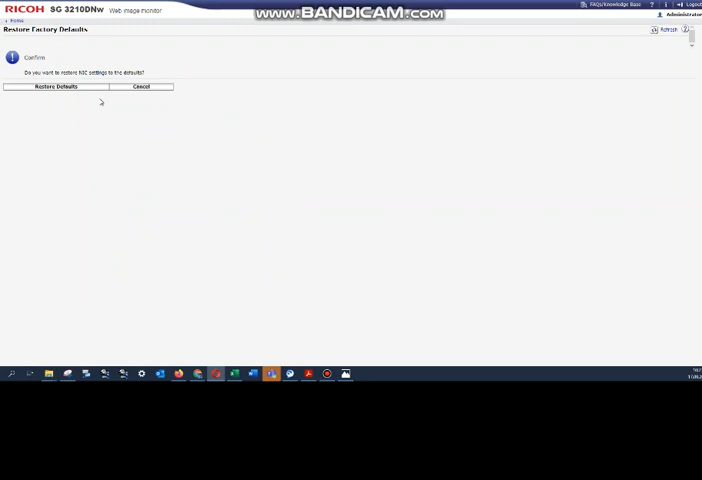 RICOH SG 3210DNw Web Image Monitor
www.BANDICAM.com
FAQs/Knowledge Base ? i Logout
Home
Administrator
Restore Factory Defaults
Refresh ?
! Confirm
Do you want to restore NIC settings to the defaults?
Restore Defaults Cancel